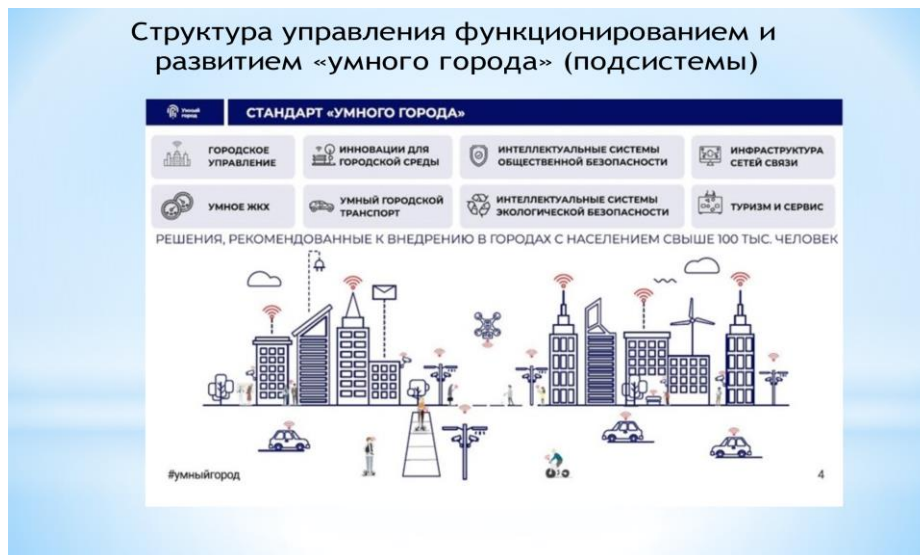 Структура управления функционированием и
развитием «умного города» (подсистемы)
Умный
город
СТАНДАРТ «УМНОГО ГОРОДА»
ГОРОДСКОЕ
УПРАВЛЕНИЕ
ИННОВАЦИИ ДЛЯ
ГОРОДСКОЙ СРЕДЫ
ИНТЕЛЛЕКТУАЛЬНЫЕ СИСТЕМЫ
ОБЩЕСТВЕННОЙ БЕЗОПАСНОСТИ
ИНФРАСТРУКТУРА
СЕТЕЙ СВЯЗИ
УМНОЕ ЖКХ
УМНЫЙ ГОРОДСКОЙ
ТРАНСПОРТ
ИНТЕЛЛЕКТУАЛЬНЫЕ СИСТЕМЫ
ЭКОЛОГИЧЕСКОЙ БЕЗОПАСНОСТИ
ТУРИЗМ И СЕРВИС
РЕШЕНИЯ, РЕКОМЕНДОВАННЫЕ К ВНЕДРЕНИЮ В ГОРОДАХ С НАСЕЛЕНИЕМ СВЫШЕ 100 ТЫС. ЧЕЛОВЕК
#умныйгород
4